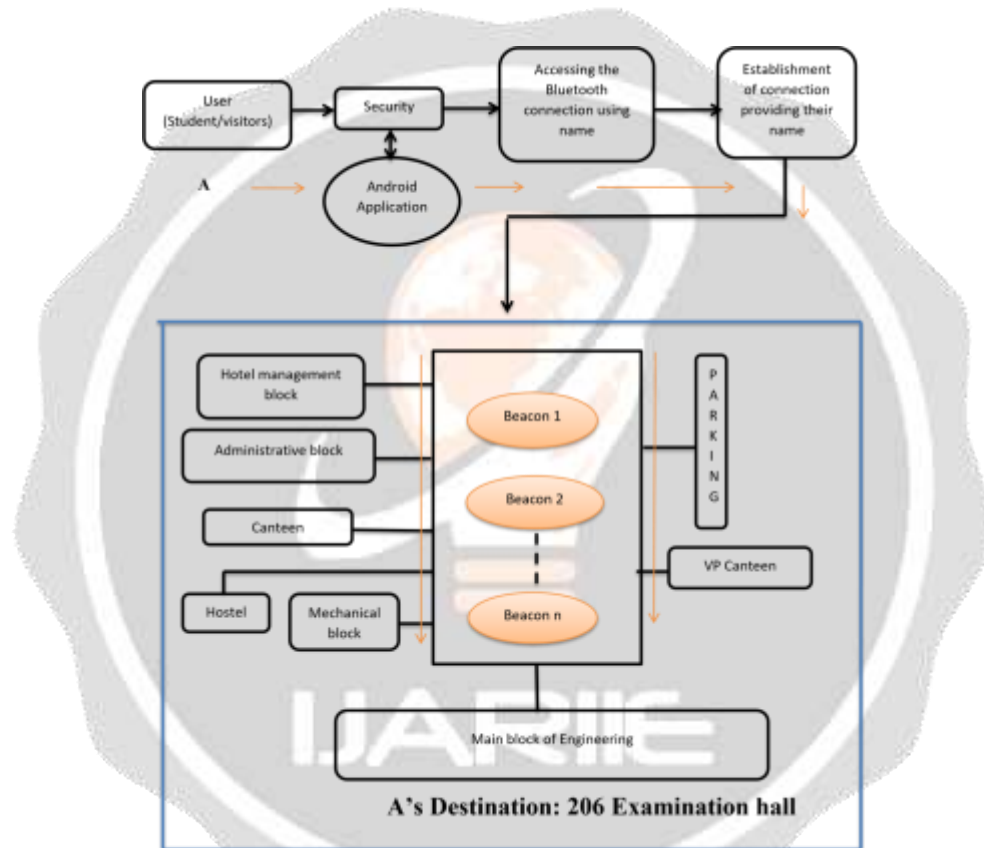 User
(Student/visitors)
Security
Accessing the
Bluetooth
connection using
name
Establishment
of connection
providing their
name
A
Android
Application
Hotel management
block
Administrative block
Canteen
Hostel
Mechanical
block
Beacon 1
Beacon 2
Beacon n
P
A
R
K
I
N
G
VP Canteen
IJARIIE
Main block of Engineering
A's Destination: 206 Examination hall